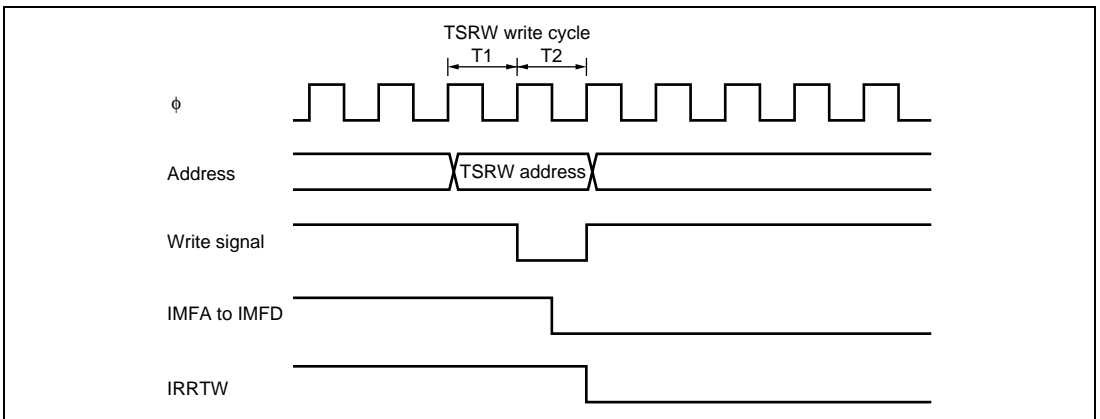 TSRW write cycle
T1 T2
ϕ
Address
TSRW address
Write signal
IMFA to IMFD
IRRTW